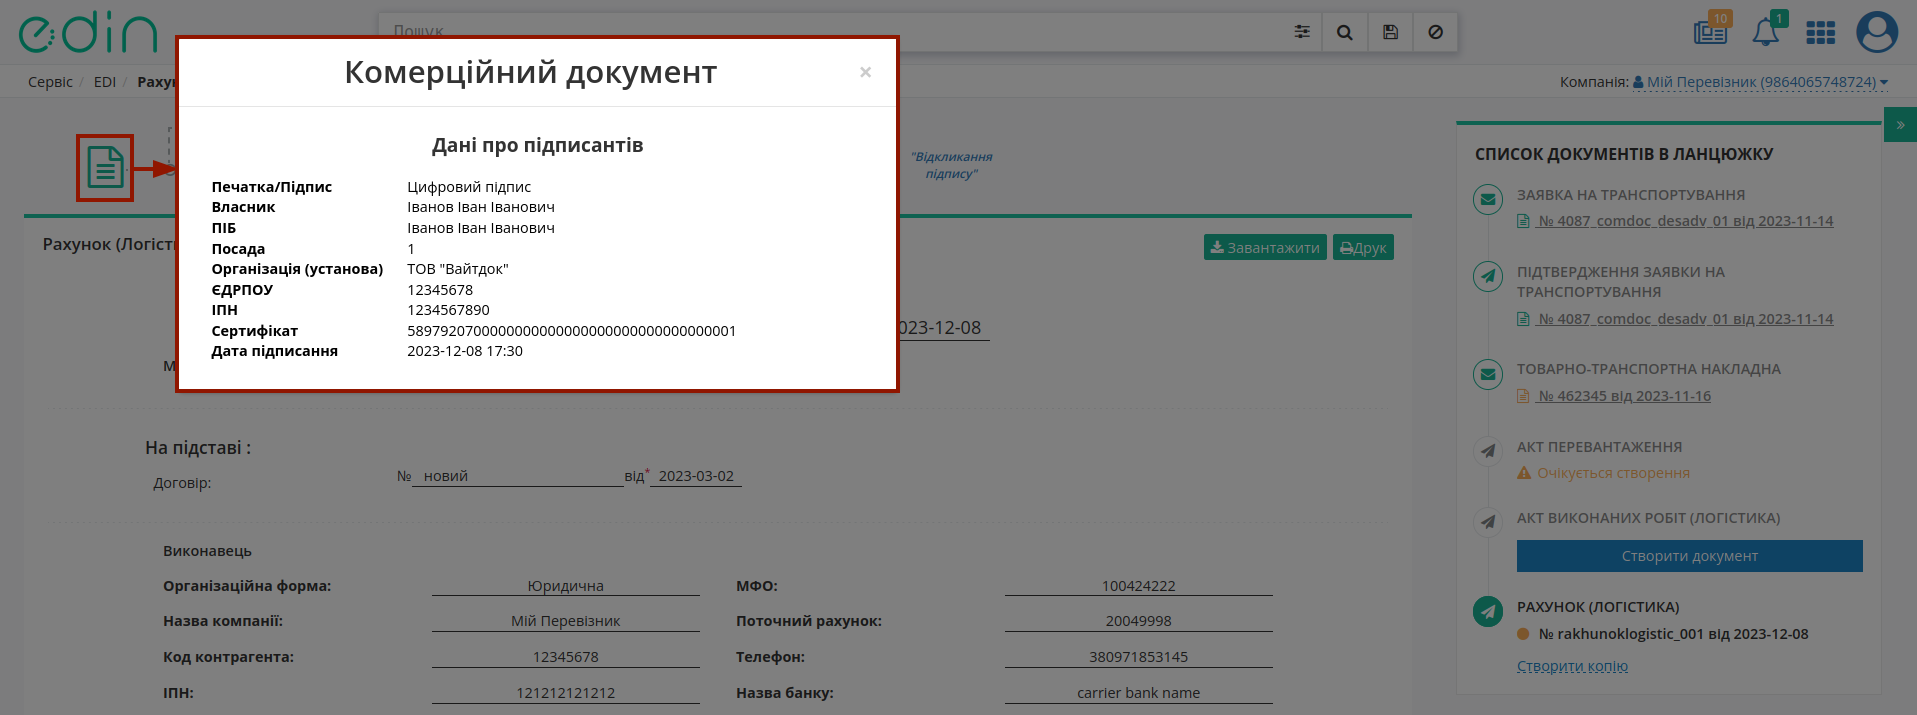 edin
Пошук
10
1
Сервіс / EDI / Рахун
Компанія: Мій Перевізник (9864065748724)
Комерційний документ
×
Дані про підписантів
Печатка/Підпис Цифровий підпис
Власник Іванов Іван Іванович
ПІБ Іванов Іван Іванович
Посада 1
Організація (установа) ТОВ "Вайтдок"
ЄДРПОУ 12345678
ІПН 1234567890
Сертифікат
Дата підписання 2023-12-08 17:30
"Відкликання
підпису"
Рахунок (Логісти
Завантажити Друк
023-12-08
М
На підставі :
Договір: № новий від* 2023-03-02
Виконавець
Організаційна форма: Юридична МФО: 100424222
Назва компанії: Мій Перевізник Поточний рахунок: 20049998
Код контрагента: 12345678 Телефон: 380971853145
ІПН: 121212121212 Назва банку: carrier bank name
»
СПИСОК ДОКУМЕНТІВ В ЛАНЦЮЖКУ
ЗАЯВКА НА ТРАНСПОРТУВАННЯ
№ 4087_comdoc_desadv_01 від 2023-11-14
ПІДТВЕРДЖЕННЯ ЗАЯВКИ НА
ТРАНСПОРТУВАННЯ
№ 4087_comdoc_desadv_01 від 2023-11-14
ТОВАРНО-ТРАНСПОРТНА НАКЛАДНА
№ 462345 від 2023-11-16
АКТ ПЕРЕВАНТАЖЕННЯ
Очікується створення
АКТ ВИКОНАНИХ РОБІТ (ЛОГІСТИКА)
Створити документ
РАХУНОК (ЛОГІСТИКА)
№ rakhunoklogistic_001 від 2023-12-08
Створити копію